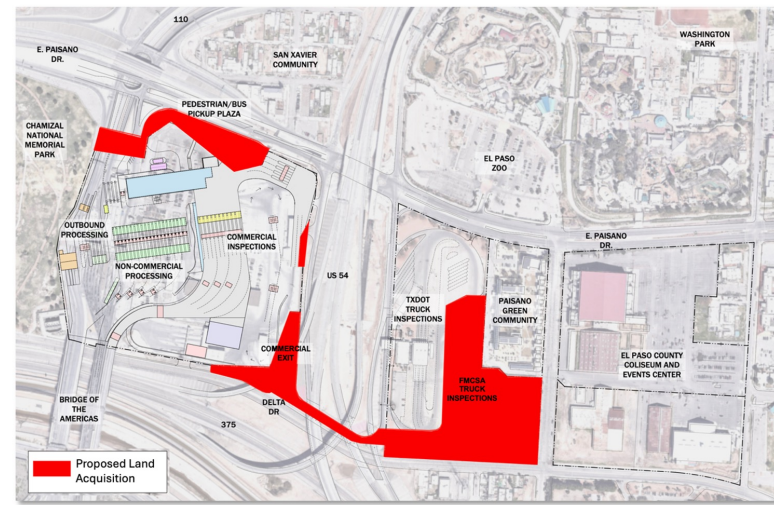 110
E. PAISANO
DR.
SAN XAVIER
COMMUNITY
WASHINGTON
PARK
PEDESTRIAN/BUS
PICKUP PLAZA
CHAMIZAL
NATIONAL
MEMORIAL
PARK
EL PASO
ZOO
OUTBOUND
PROCESSING
COMMERCIAL
INSPECTIONS
E. PAISANO
DR.
NON-COMMERCIAL
PROCESSING
US 54
TXDOT
TRUCK
INSPECTIONS
PAISANO
GREEN
COMMUNITY
COMMERCIAL
EXIT
EL PASO COUNTY
COLISEUM AND
EVENTS CENTER
FMCSA
TRUCK
INSPECTIONS
BRIDGE OF
THE
AMERICAS
DELTA
DR
375
Proposed Land
Acquisition